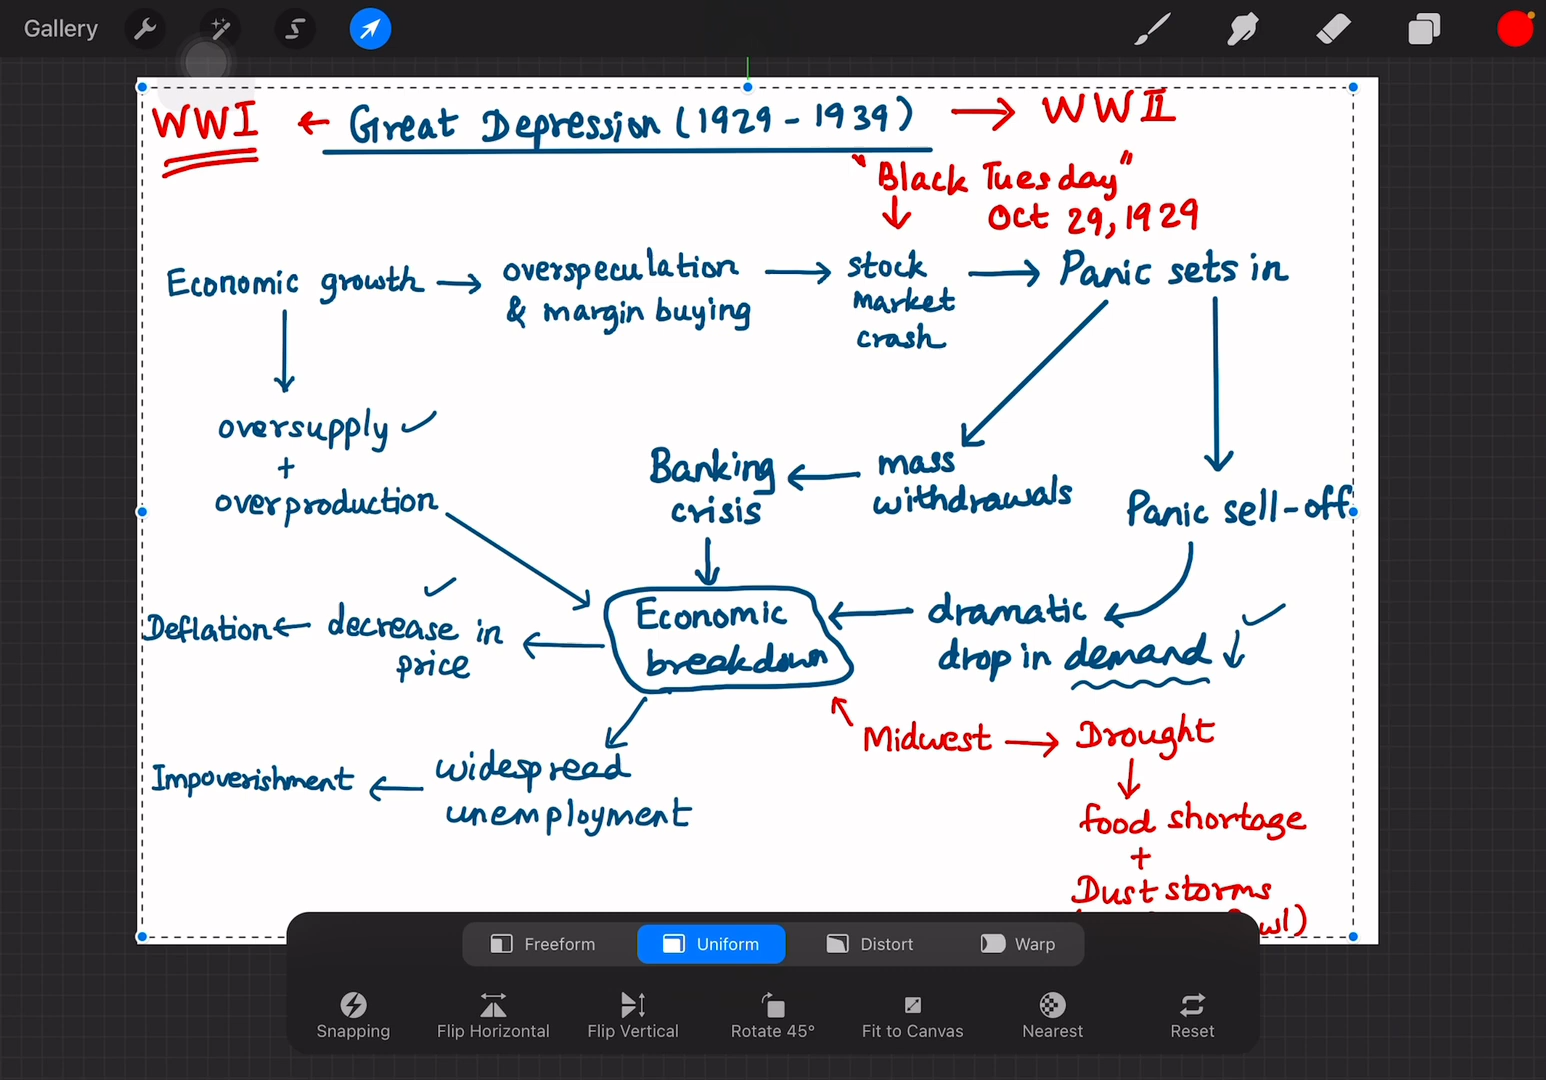 Gallery
WWI ← Great Depression (1929 - 1939) → WWII
"Black Tuesday"
↓ Oct 29, 1929
Economic growth → overspeculation → stock → Panic sets in
& margin buying market
crash
oversupply ✓
+
overproduction
Banking ← mass
crisis withdrawals
Panic sell-off
Economic ← dramatic
breakdown drop in demand ↓ ✓
Deflation ← decrease in ← ✓
price
Midwest → Drought
↓
food shortage
+
Dust storms
Impoverishment ← widespread
unemployment
Freeform Uniform Distort Warp
Snapping Flip Horizontal Flip Vertical Rotate 45° Fit to Canvas Nearest Reset